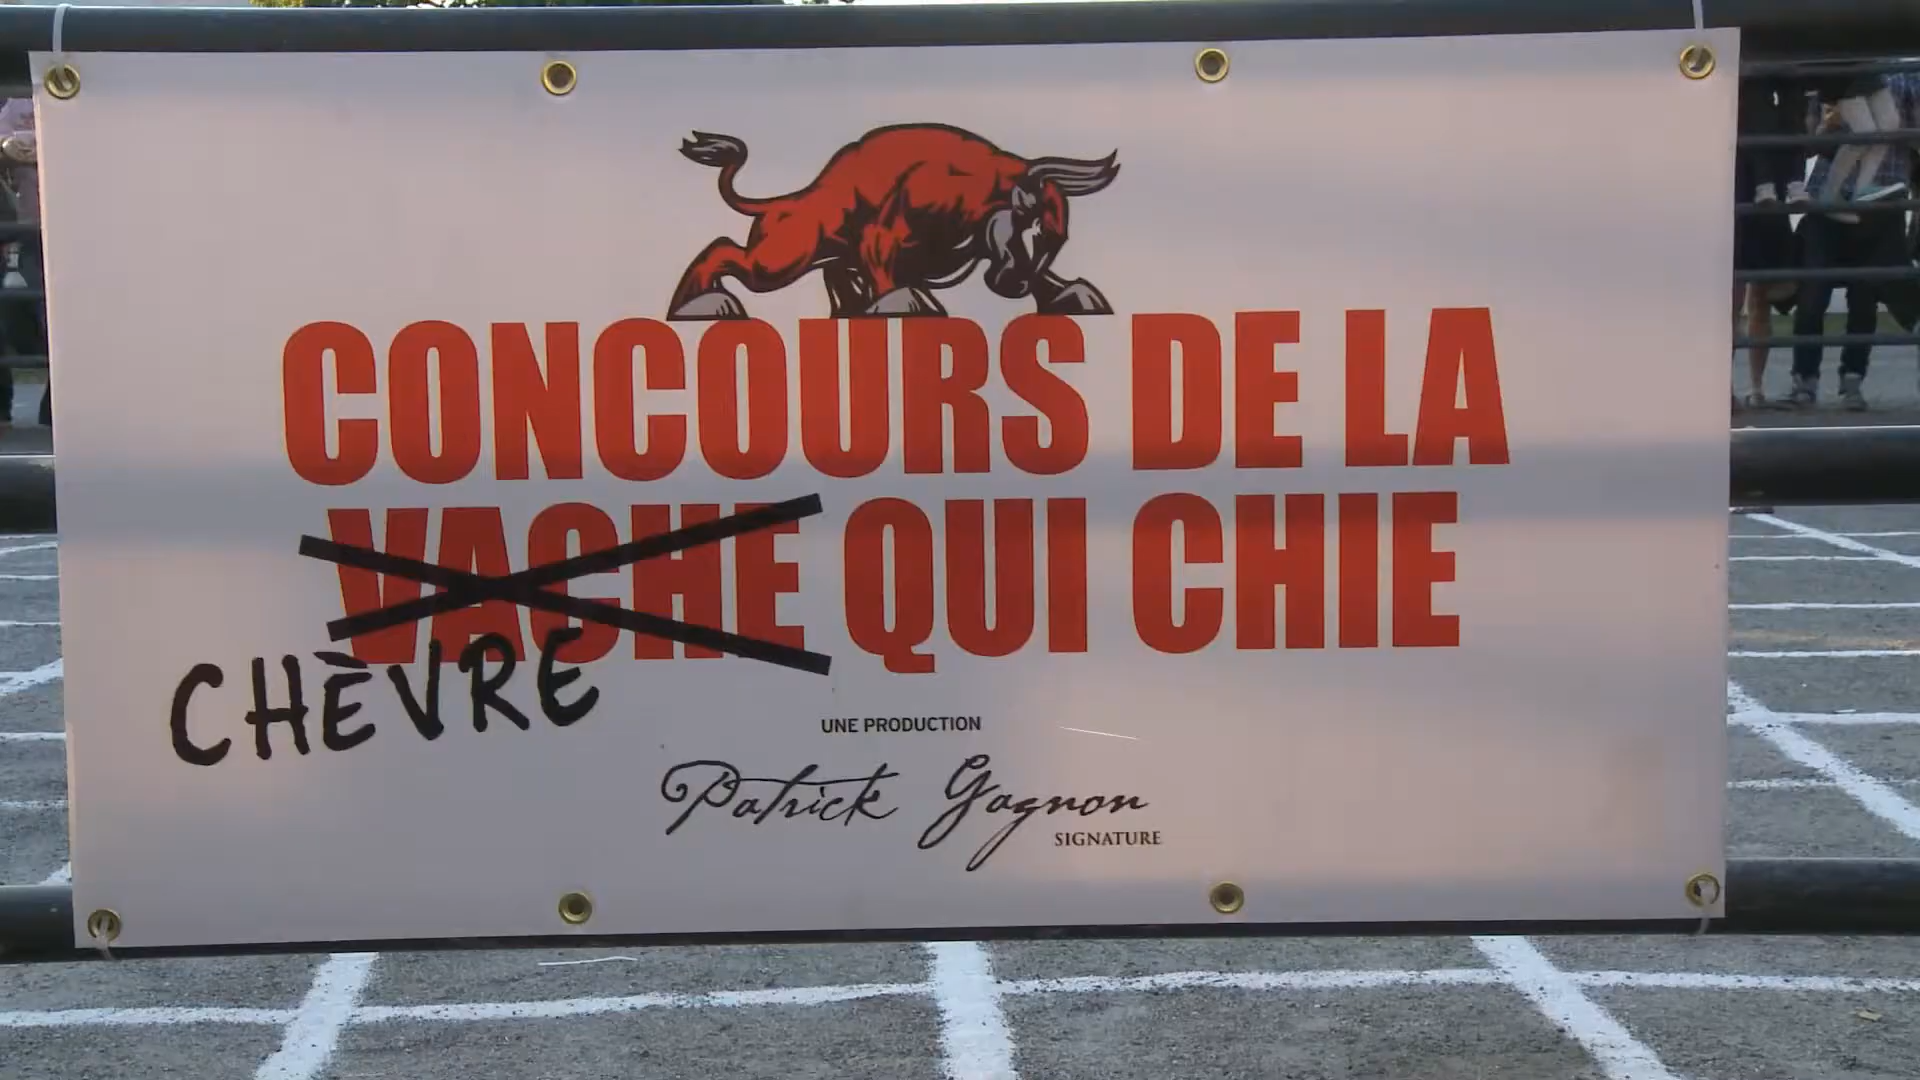 CONCOURS DE LA
VACHE QUI CHIE
CHÈVRE
UNE PRODUCTION
Patrick Gagnon
SIGNATURE